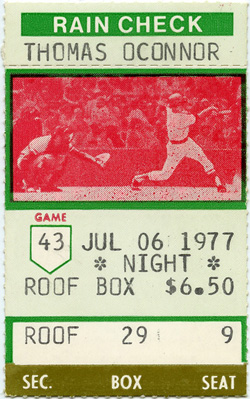 RAIN CHECK
THOMAS OCONNOR
GAME
43 JUL 06 1977
* NIGHT *
ROOF BOX $6.50
ROOF 29 9
SEC. BOX SEAT